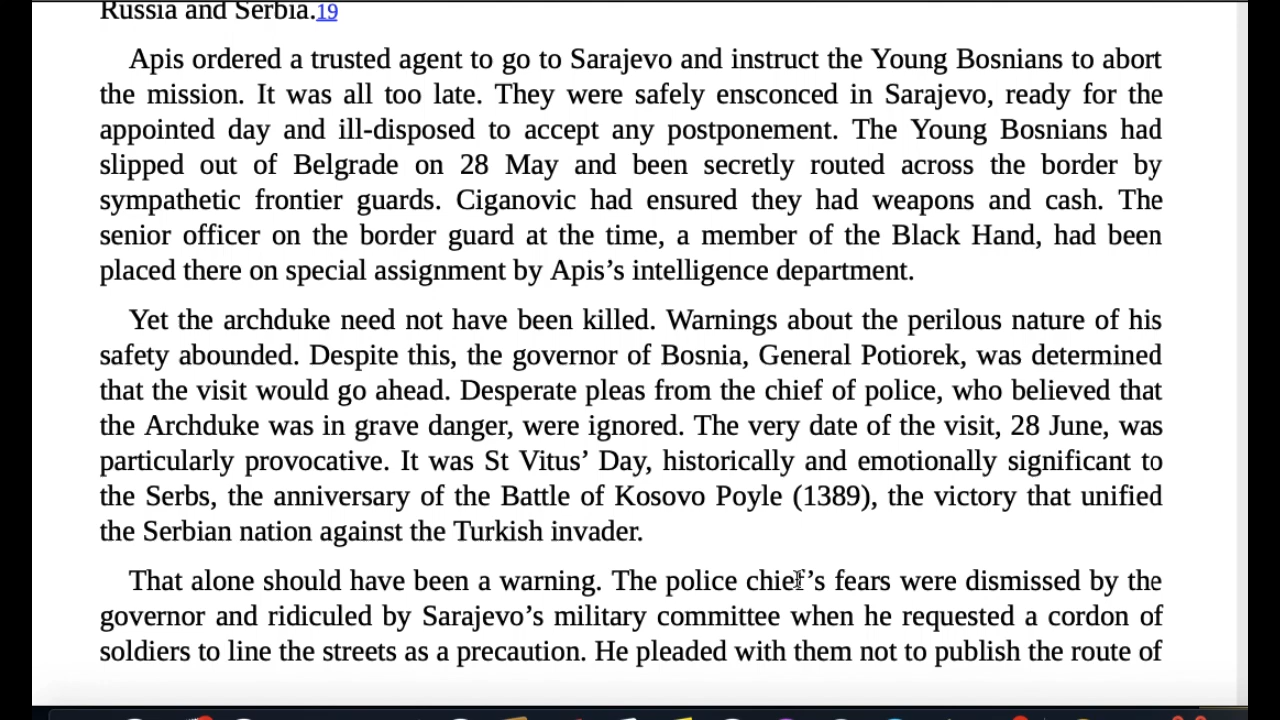 Russia and Serbia.19
Apis ordered a trusted agent to go to Sarajevo and instruct the Young Bosnians to abort
the mission. It was all too late. They were safely ensconced in Sarajevo, ready for the
appointed day and ill-disposed to accept any postponement. The Young Bosnians had
slipped out of Belgrade on 28 May and been secretly routed across the border by
sympathetic frontier guards. Ciganovic had ensured they had weapons and cash. The
senior officer on the border guard at the time, a member of the Black Hand, had been
placed there on special assignment by Apis’s intelligence department.
Yet the archduke need not have been killed. Warnings about the perilous nature of his
safety abounded. Despite this, the governor of Bosnia, General Potiorek, was determined
that the visit would go ahead. Desperate pleas from the chief of police, who believed that
the Archduke was in grave danger, were ignored. The very date of the visit, 28 June, was
particularly provocative. It was St Vitus’ Day, historically and emotionally significant to
the Serbs, the anniversary of the Battle of Kosovo Poyle (1389), the victory that unified
the Serbian nation against the Turkish invader.
That alone should have been a warning. The police chief’s fears were dismissed by the
governor and ridiculed by Sarajevo’s military committee when he requested a cordon of
soldiers to line the streets as a precaution. He pleaded with them not to publish the route of